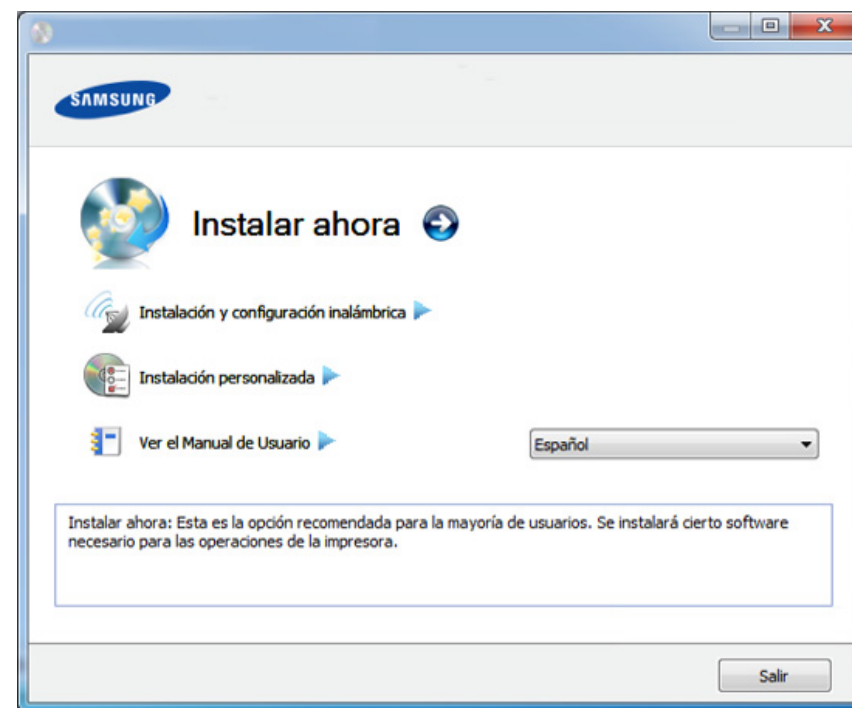 SAMSUNG
Instalar ahora
Instalación y configuración inalámbrica
Instalación personalizada
Ver el Manual de Usuario
Español
Instalar ahora: Esta es la opción recomendada para la mayoría de usuarios. Se instalará cierto software
necesario para las operaciones de la impresora.
Salir